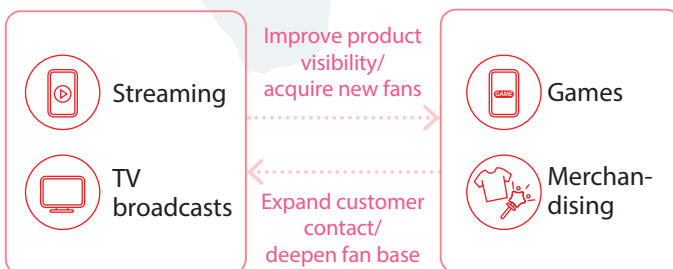 Improve product
visibility/
acquire new fans
Streaming
GAME
Games
TV
broadcasts
Merchan-
dising
Expand customer
contact/
deepen fan base